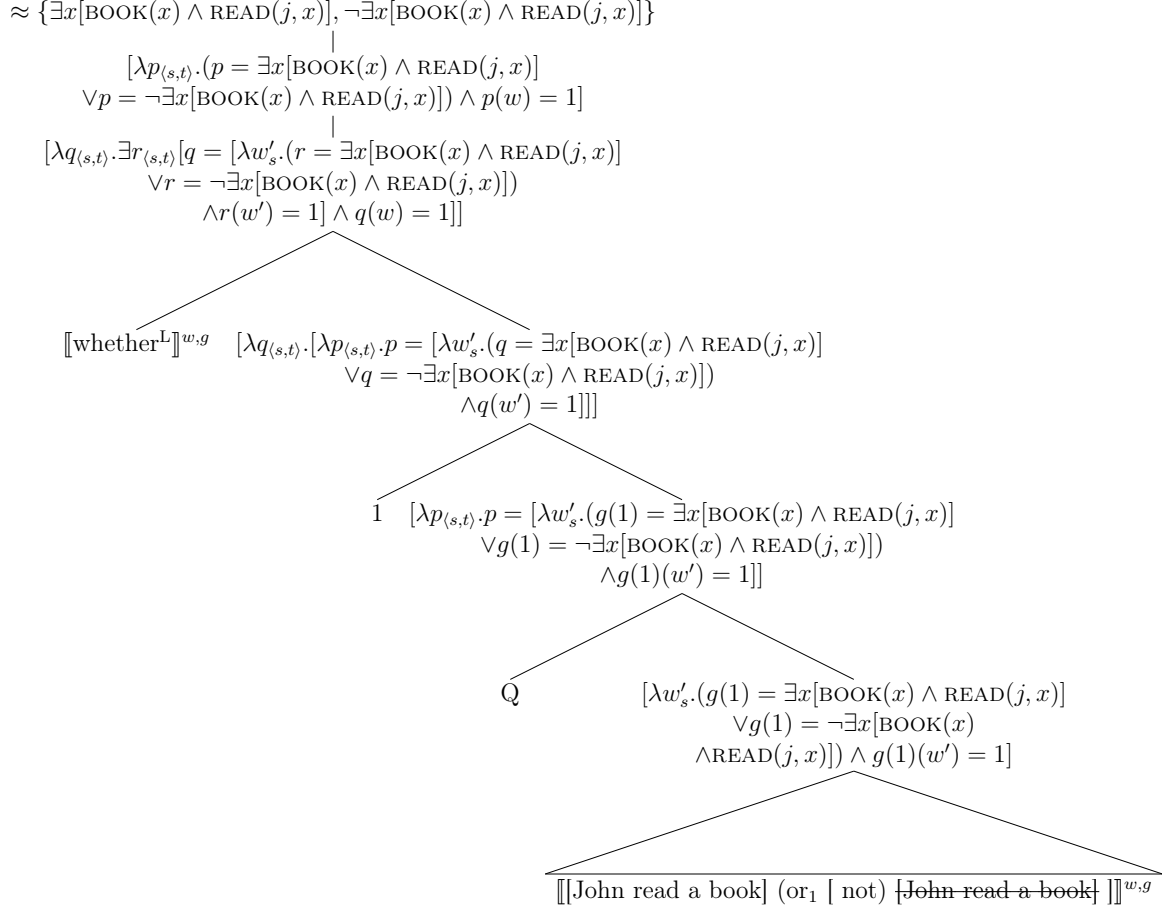 ≈ {∃x[BOOK(x) ∧ READ(j, x)], ¬∃x[BOOK(x) ∧ READ(j, x)]}
[λp⟨s,t⟩.(p = ∃x[BOOK(x) ∧ READ(j, x)]
∨p = ¬∃x[BOOK(x) ∧ READ(j, x)]) ∧ p(w) = 1]
[λq⟨s,t⟩.∃r⟨s,t⟩[q = [λw′s.(r = ∃x[BOOK(x) ∧ READ(j, x)]
∨r = ¬∃x[BOOK(x) ∧ READ(j, x)])
∧r(w′) = 1] ∧ q(w) = 1]]
⟦whetherᴸ⟧ʷ,ᵍ [λq⟨s,t⟩.[λp⟨s,t⟩.p = [λw′s.(q = ∃x[BOOK(x) ∧ READ(j, x)]
∨q = ¬∃x[BOOK(x) ∧ READ(j, x)])
∧q(w′) = 1]]]
1 [λp⟨s,t⟩.p = [λw′s.(g(1) = ∃x[BOOK(x) ∧ READ(j, x)]
∨g(1) = ¬∃x[BOOK(x) ∧ READ(j, x)])
∧g(1)(w′) = 1]]
Q [λw′s.(g(1) = ∃x[BOOK(x) ∧ READ(j, x)]
∨g(1) = ¬∃x[BOOK(x)
∧READ(j, x)]) ∧ g(1)(w′) = 1]
⟦[John read a book] (or₁ [ not) [John read a book] ]⟧ʷ,ᵍ